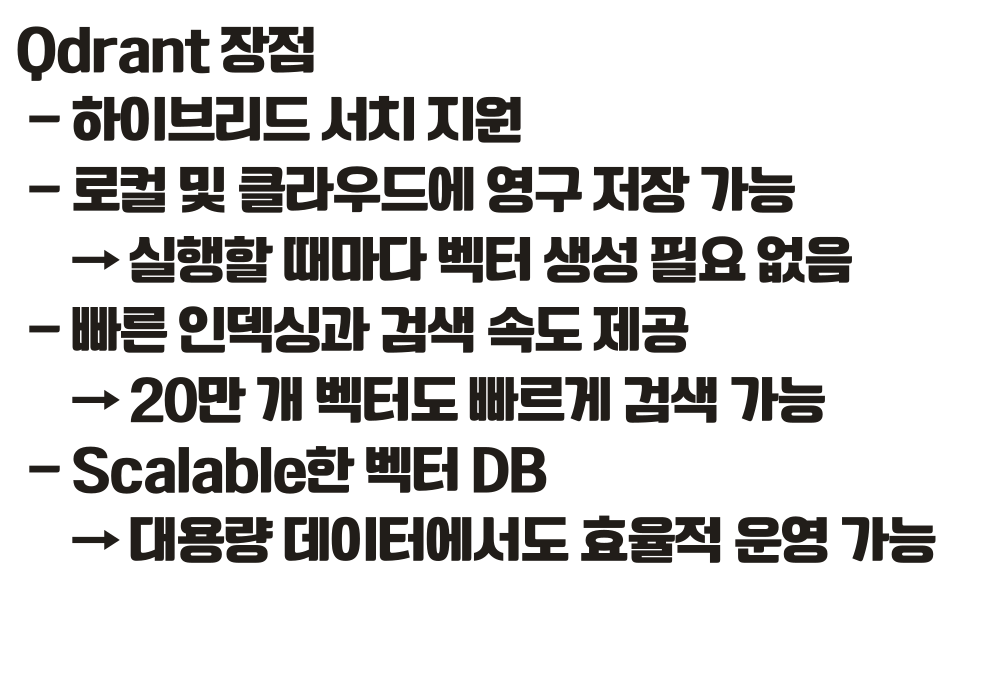 Qdrant 장점
– 하이브리드 서치 지원
– 로컬 및 클라우드에 영구 저장 가능
→ 실행할 때마다 벡터 생성 필요 없음
– 빠른 인덱싱과 검색 속도 제공
→ 20만 개 벡터도 빠르게 검색 가능
– Scalable한 벡터 DB
→ 대용량 데이터에서도 효율적 운영 가능